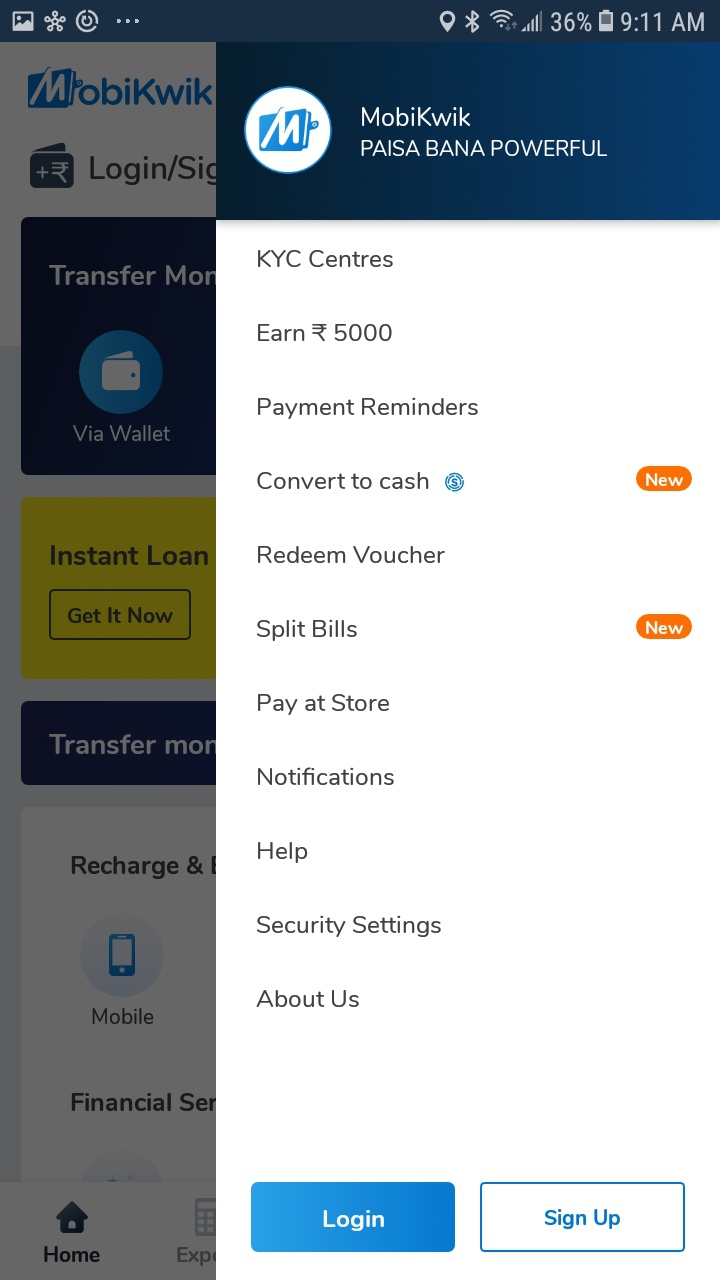 36% 9:11 AM
MobiKwik
Login/Sig
Transfer Mon
Via Wallet
Instant Loan
Get It Now
Transfer mon
Recharge &
Mobile
Financial Ser
Home
Expe
MobiKwik
PAISA BANA POWERFUL
KYC Centres
Earn ₹ 5000
Payment Reminders
Convert to cash New
Redeem Voucher
Split Bills New
Pay at Store
Notifications
Help
Security Settings
About Us
Login Sign Up